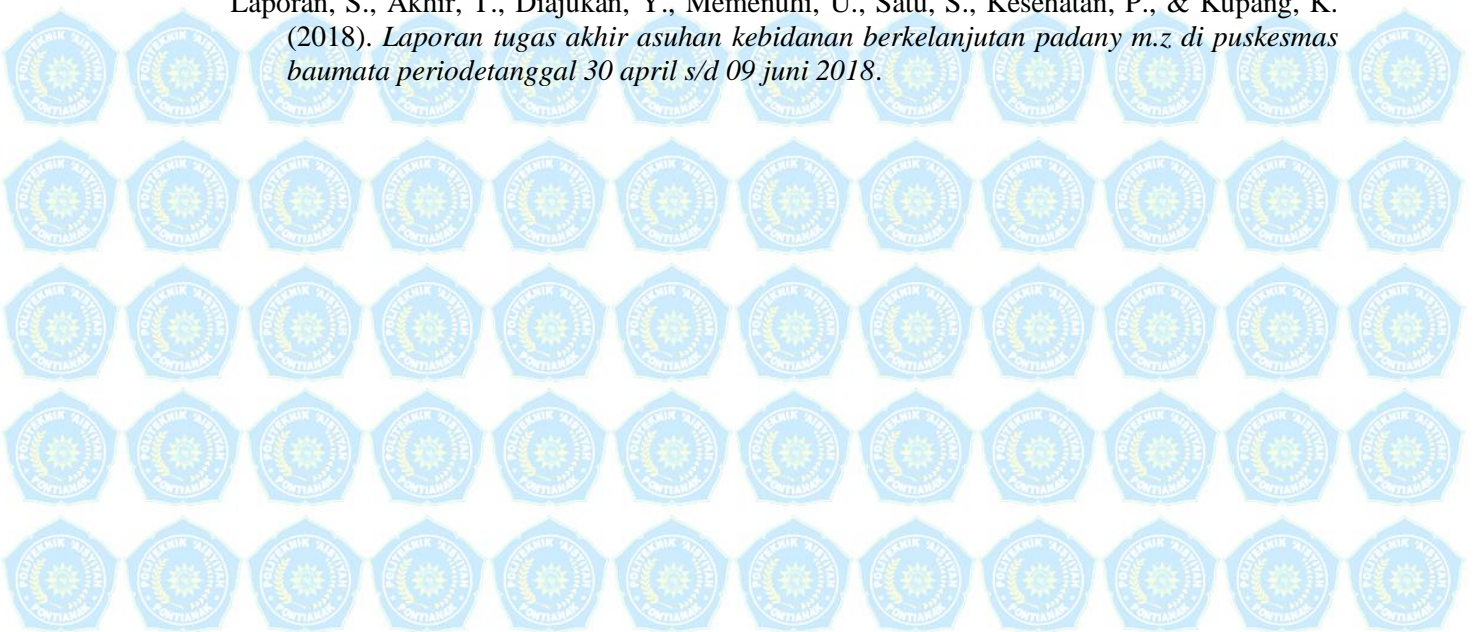 Laporan, S., Akhir, T., Diajukan, Y., Memenuhi, U., Satu, S., Kesehatan, P., & Kupang, K.
(2018). Laporan tugas akhir asuhan kebidanan berkelanjutan padany m.z di puskesmas
baumata periodetanggal 30 april s/d 09 juni 2018.